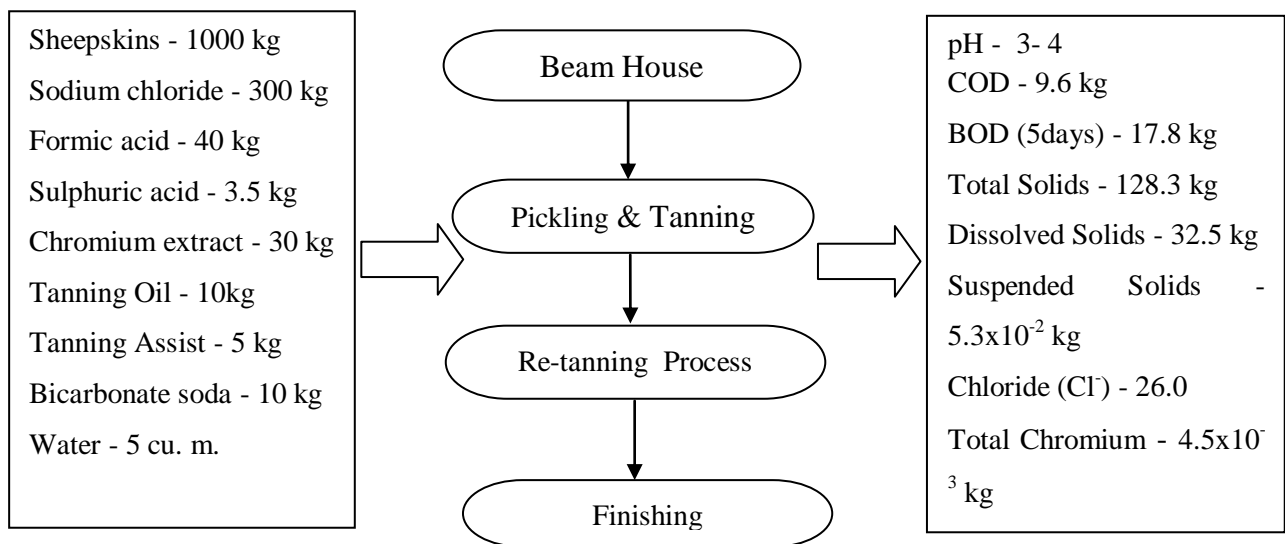 Sheepskins - 1000 kg
Sodium chloride - 300 kg
Formic acid - 40 kg
Sulphuric acid - 3.5 kg
Chromium extract - 30 kg
Tanning Oil - 10kg
Tanning Assist - 5 kg
Bicarbonate soda - 10 kg
Water - 5 cu. m.
Beam House
Pickling & Tanning
Re-tanning Process
Finishing
pH - 3- 4
COD - 9.6 kg
BOD (5days) - 17.8 kg
Total Solids - 128.3 kg
Dissolved Solids - 32.5 kg
Suspended Solids -
5.3x10⁻² kg
Chloride (Cl⁻) - 26.0
Total Chromium - 4.5x10⁻
³ kg